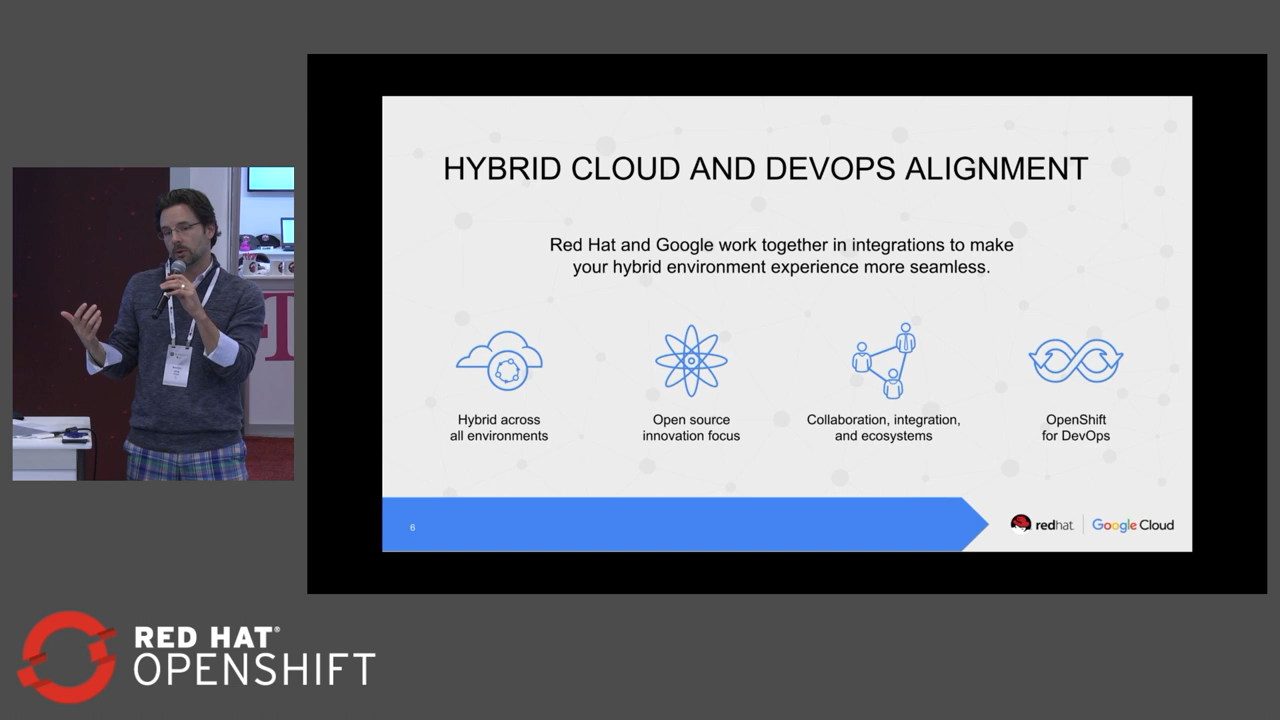 HYBRID CLOUD AND DEVOPS ALIGNMENT
Red Hat and Google work together in integrations to make
your hybrid environment experience more seamless.
Hybrid across
all environments
Open source
innovation focus
Collaboration, integration,
and ecosystems
OpenShift
for DevOps
6
redhat
Google Cloud
RED HAT®
OPENSHIFT